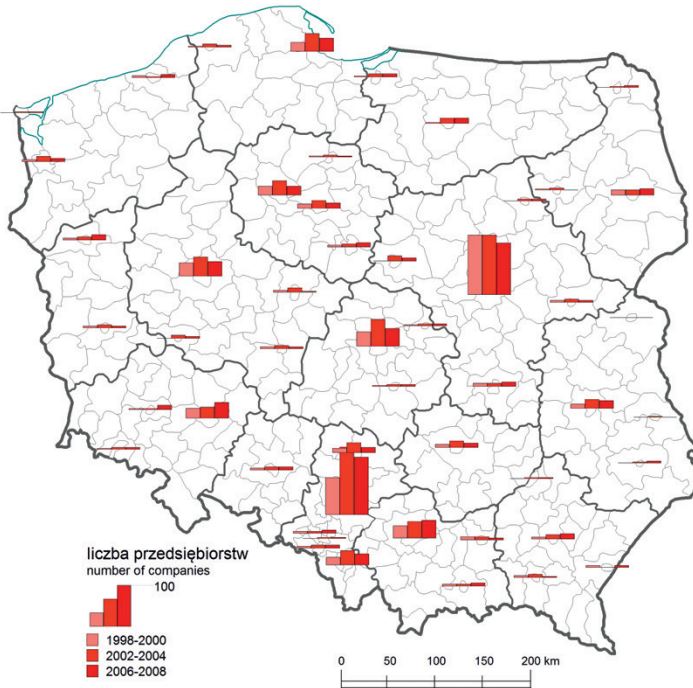 liczba przedsiębiorstw
number of companies
100
1998-2000
2002-2004
2006-2008
0 50 100 150 200 km